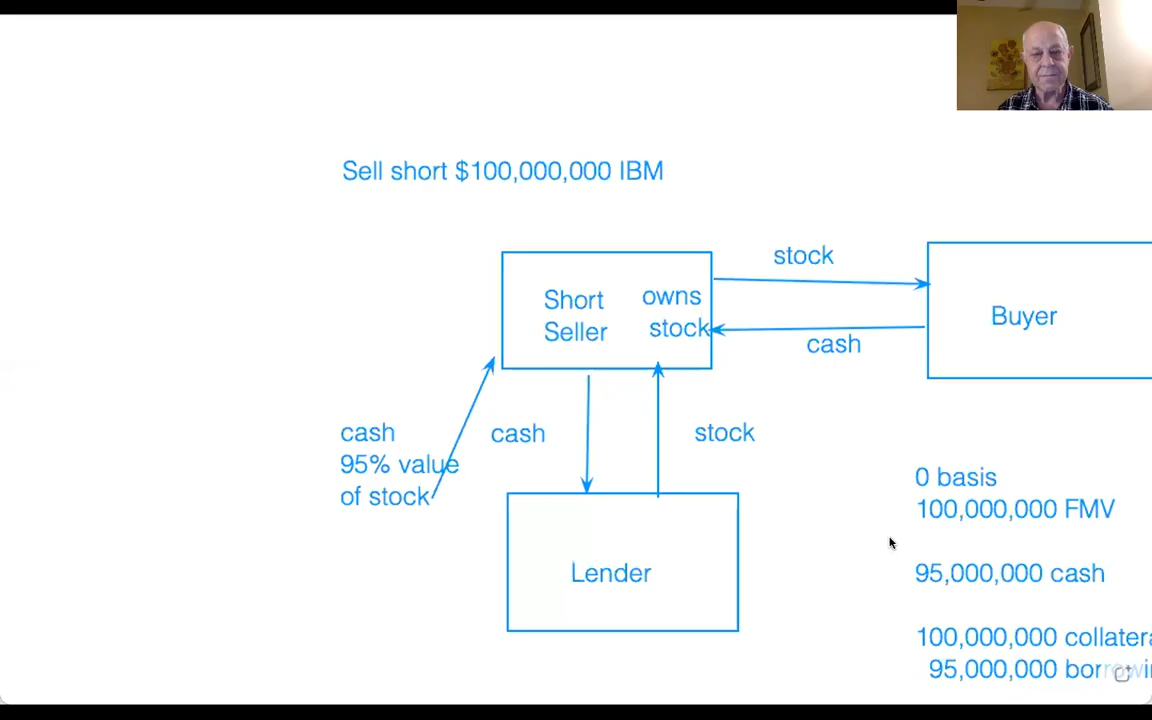 Sell short $100,000,000 IBM
stock
Short
Seller
owns
stock
Buyer
cash
cash
95% value
of stock
cash
stock
0 basis
100,000,000 FMV
Lender
95,000,000 cash
100,000,000 collatera
95,000,000 borrowi